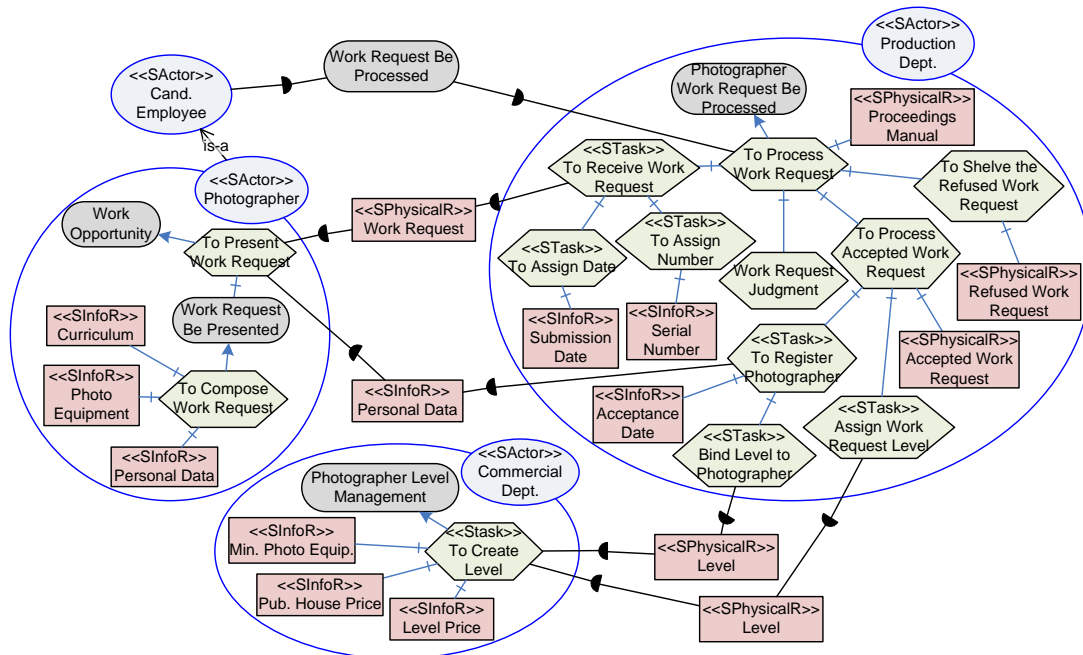 <<SActor>>
Cand.
Employee
Work Request Be
Processed
<<SActor>>
Production
Dept.
Photographer
Work Request Be
Processed
<<SPhysicalR>>
Proceedings
Manual
is-a
<<SActor>>
Photographer
<<STask>>
To Receive Work
Request
To Process
Work Request
To Shelve the
Refused Work
Request
Work
Opportunity
To Present
Work Request
<<SPhysicalR>>
Work Request
<<STask>>
To Assign Date
<<STask>>
To Assign
Number
Work Request
Judgment
To Process
Accepted Work
Request
<<SPhysicalR>>
Refused Work
Request
Work Request
Be Presented
<<SInfoR>>
Curriculum
<<SInfoR>>
Submission
Date
<<SInfoR>>
Serial
Number
<<STask>>
To Register
Photographer
<<SPhysicalR>>
Accepted Work
Request
<<SInfoR>>
Photo
Equipment
To Compose
Work Request
<<SInfoR>>
Personal Data
<<SInfoR>>
Acceptance
Date
<<STask>>
Assign Work
Request Level
<<SInfoR>>
Personal Data
<<STask>>
Bind Level to
Photographer
<<SActor>>
Commercial
Dept.
Photographer Level
Management
<<SInfoR>>
Min. Photo Equip.
<<Stask>>
To Create
Level
<<SPhysicalR>>
Level
<<SInfoR>>
Pub. House Price
<<SInfoR>>
Level Price
<<SPhysicalR>>
Level